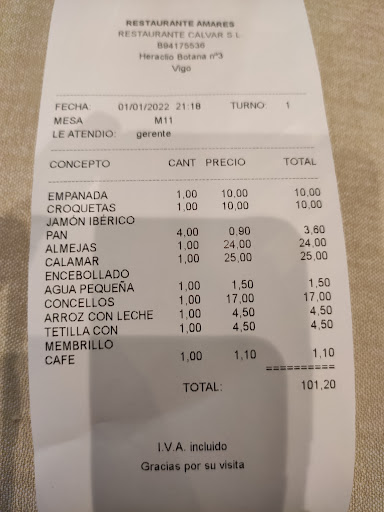 RESTAURANTE AMARES
RESTAURANTE CALVAR S.L.
B94175536
Heraclio Botana nº3
Vigo
FECHA: 01/01/2022 21:18 TURNO: 1
MESA M11
LE ATENDIO: gerente
CONCEPTO CANT PRECIO TOTAL
EMPANADA 1,00 10,00 10,00
CROQUETAS 1,00 10,00 10,00
JAMÓN IBÉRICO
PAN 4,00 0,90 3,60
ALMEJAS 1,00 24,00 24,00
CALAMAR 1,00 25,00 25,00
ENCEBOLLADO
AGUA PEQUEÑA 1,00 1,50 1,50
CONCELLOS 1,00 17,00 17,00
ARROZ CON LECHE 1,00 4,50 4,50
TETILLA CON 1,00 4,50 4,50
MEMBRILLO
CAFE 1,00 1,10 1,10
==========
TOTAL: 101,20
I.V.A. incluido
Gracias por su visita